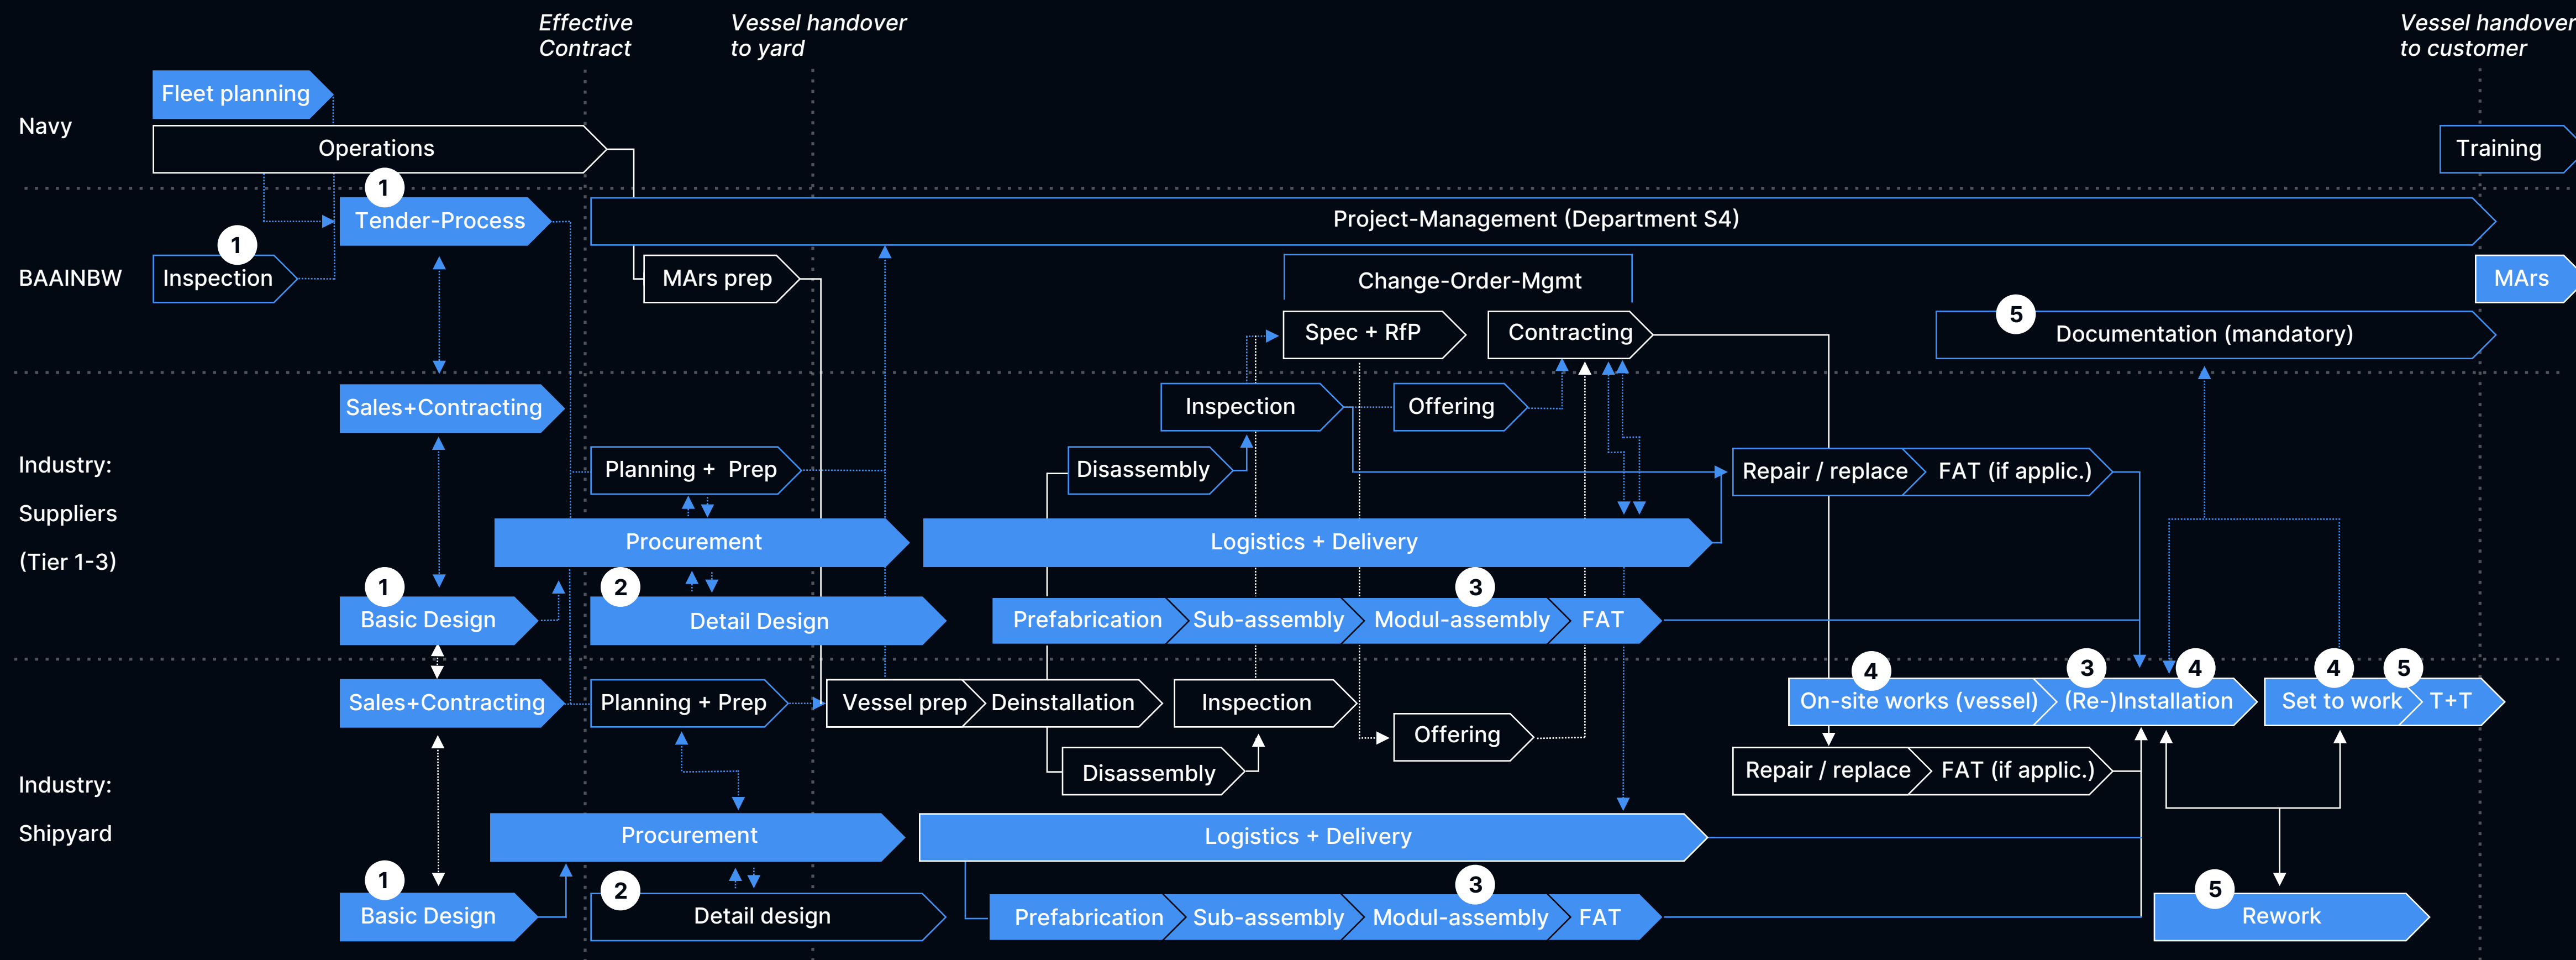 Effective
Contract
Vessel handover
to yard
Vessel handover
to customer
Navy
Fleet planning
Operations
Training
1
Tender-Process
Project-Management (Department S4)
BAAINBW
1
Inspection
MArs prep
Change-Order-Mgmt
MArs
Spec + RfP
Contracting
5
Documentation (mandatory)
Industry:
Suppliers
(Tier 1-3)
Sales+Contracting
Inspection
Offering
Planning +  Prep
Disassembly
Repair / replace
FAT (if applic.)
Procurement
Logistics + Delivery
1
Basic Design
2
Detail Design
Prefabrication
Sub-assembly
3
Modul-assembly
FAT
Industry:
Shipyard
Sales+Contracting
Planning + Prep
Vessel prep
Deinstallation
Inspection
Offering
Disassembly
4
On-site works (vessel)
3
4
(Re-)Installation
4
5
Set to work
T+T
Repair / replace
FAT (if applic.)
Procurement
Logistics + Delivery
1
Basic Design
2
Detail design
Prefabrication
Sub-assembly
3
Modul-assembly
FAT
5
Rework